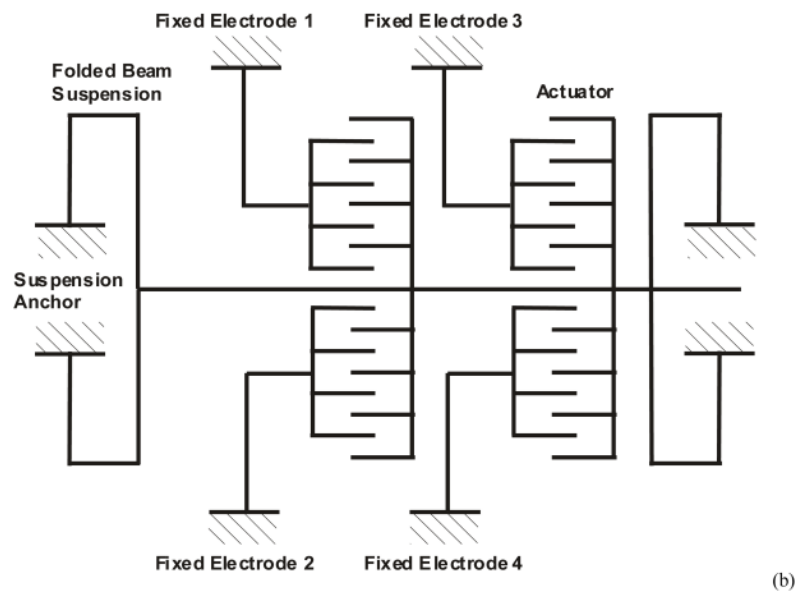 Fixed Electrode 1
Fixed Electrode 3
Folded Beam
Suspension
Actuator
Suspension
Anchor
Fixed Electrode 2
Fixed Electrode 4
(b)